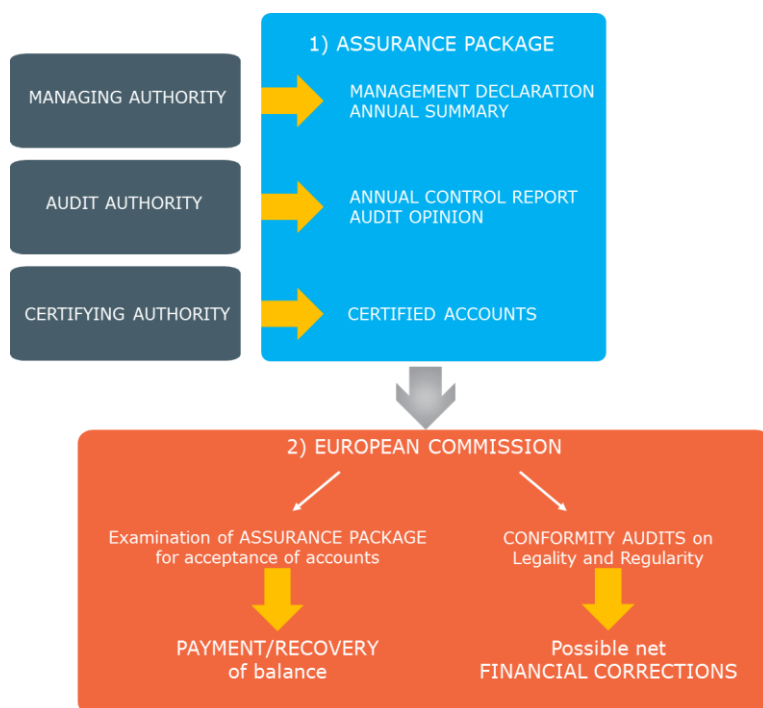 1) ASSURANCE PACKAGE
MANAGING AUTHORITY
MANAGEMENT DECLARATION
ANNUAL SUMMARY
AUDIT AUTHORITY
ANNUAL CONTROL REPORT
AUDIT OPINION
CERTIFYING AUTHORITY
CERTIFIED ACCOUNTS
2) EUROPEAN COMMISSION
Examination of ASSURANCE PACKAGE
for acceptance of accounts
CONFORMITY AUDITS on
Legality and Regularity
PAYMENT/RECOVERY
of balance
Possible net
FINANCIAL CORRECTIONS